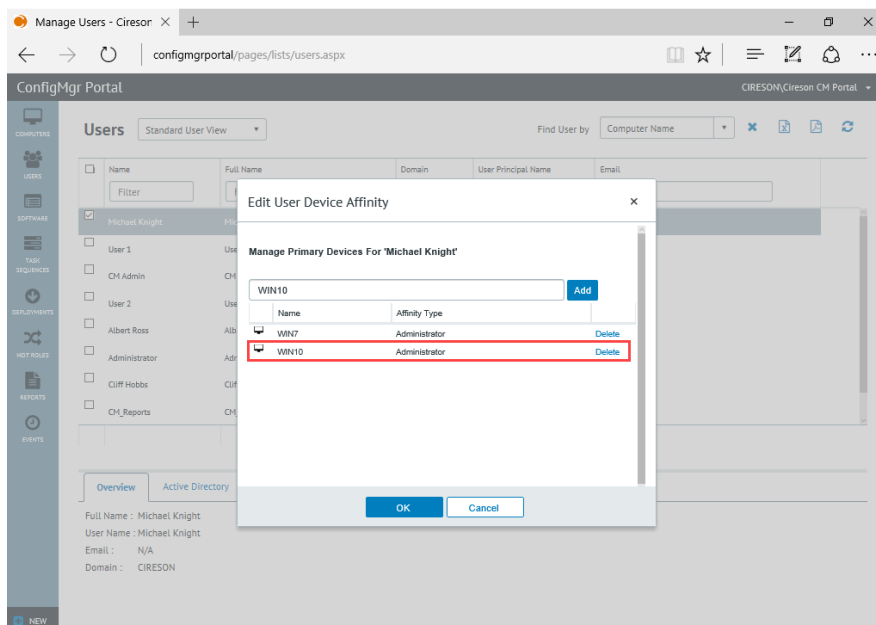 Manage Users - Cireson
configmgrportal/pages/lists/users.aspx
ConfigMgr Portal
CIRESON\Cireson CM Portal
COMPUTERS
USERS
SOFTWARE
TASK
SEQUENCES
DEPLOYMENTS
HOT ROLES
REPORTS
EVENTS
NEW
Users
Standard User View
Find User by
Computer Name
Name
Full Name
Domain
User Principal Name
Email
Filter
Michael Knight
User 1
CM Admin
CM
User 2
Albert Ross
Administrator
Cliff Hobbs
CM_Reports
Edit User Device Affinity
Manage Primary Devices For 'Michael Knight'
WIN10
Add
Name
Affinity Type
WIN7
Administrator
Delete
WIN10
Administrator
Delete
OK
Cancel
Overview
Active Directory
Full Name : Michael Knight
User Name : Michael Knight
Email : N/A
Domain : CIRESON